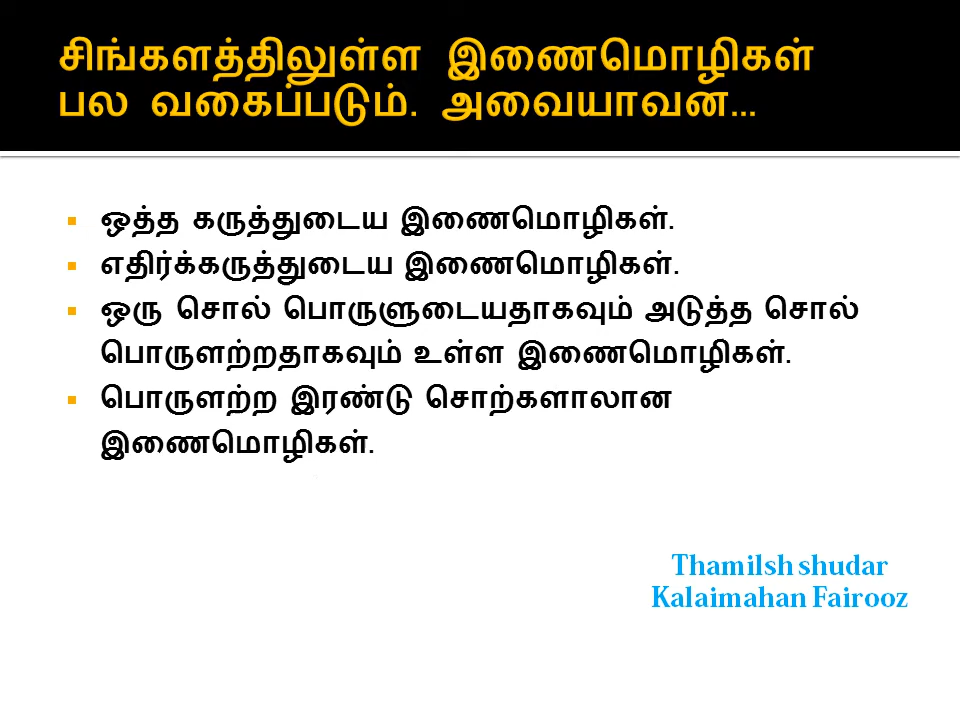 சிங்களத்திலுள்ள இணைமொழிகள்
பல வகைப்படும். அவையாவன...
ஒத்த கருத்துடைய இணைமொழிகள்.
எதிர்க்கருத்துடைய இணைமொழிகள்.
ஒரு சொல் பொருளுடையதாகவும் அடுத்த சொல்
பொருளற்றதாகவும் உள்ள இணைமொழிகள்.
பொருளற்ற இரண்டு சொற்களாலான
இணைமொழிகள்.
Thamilsh shudar
Kalaimahan Fairooz